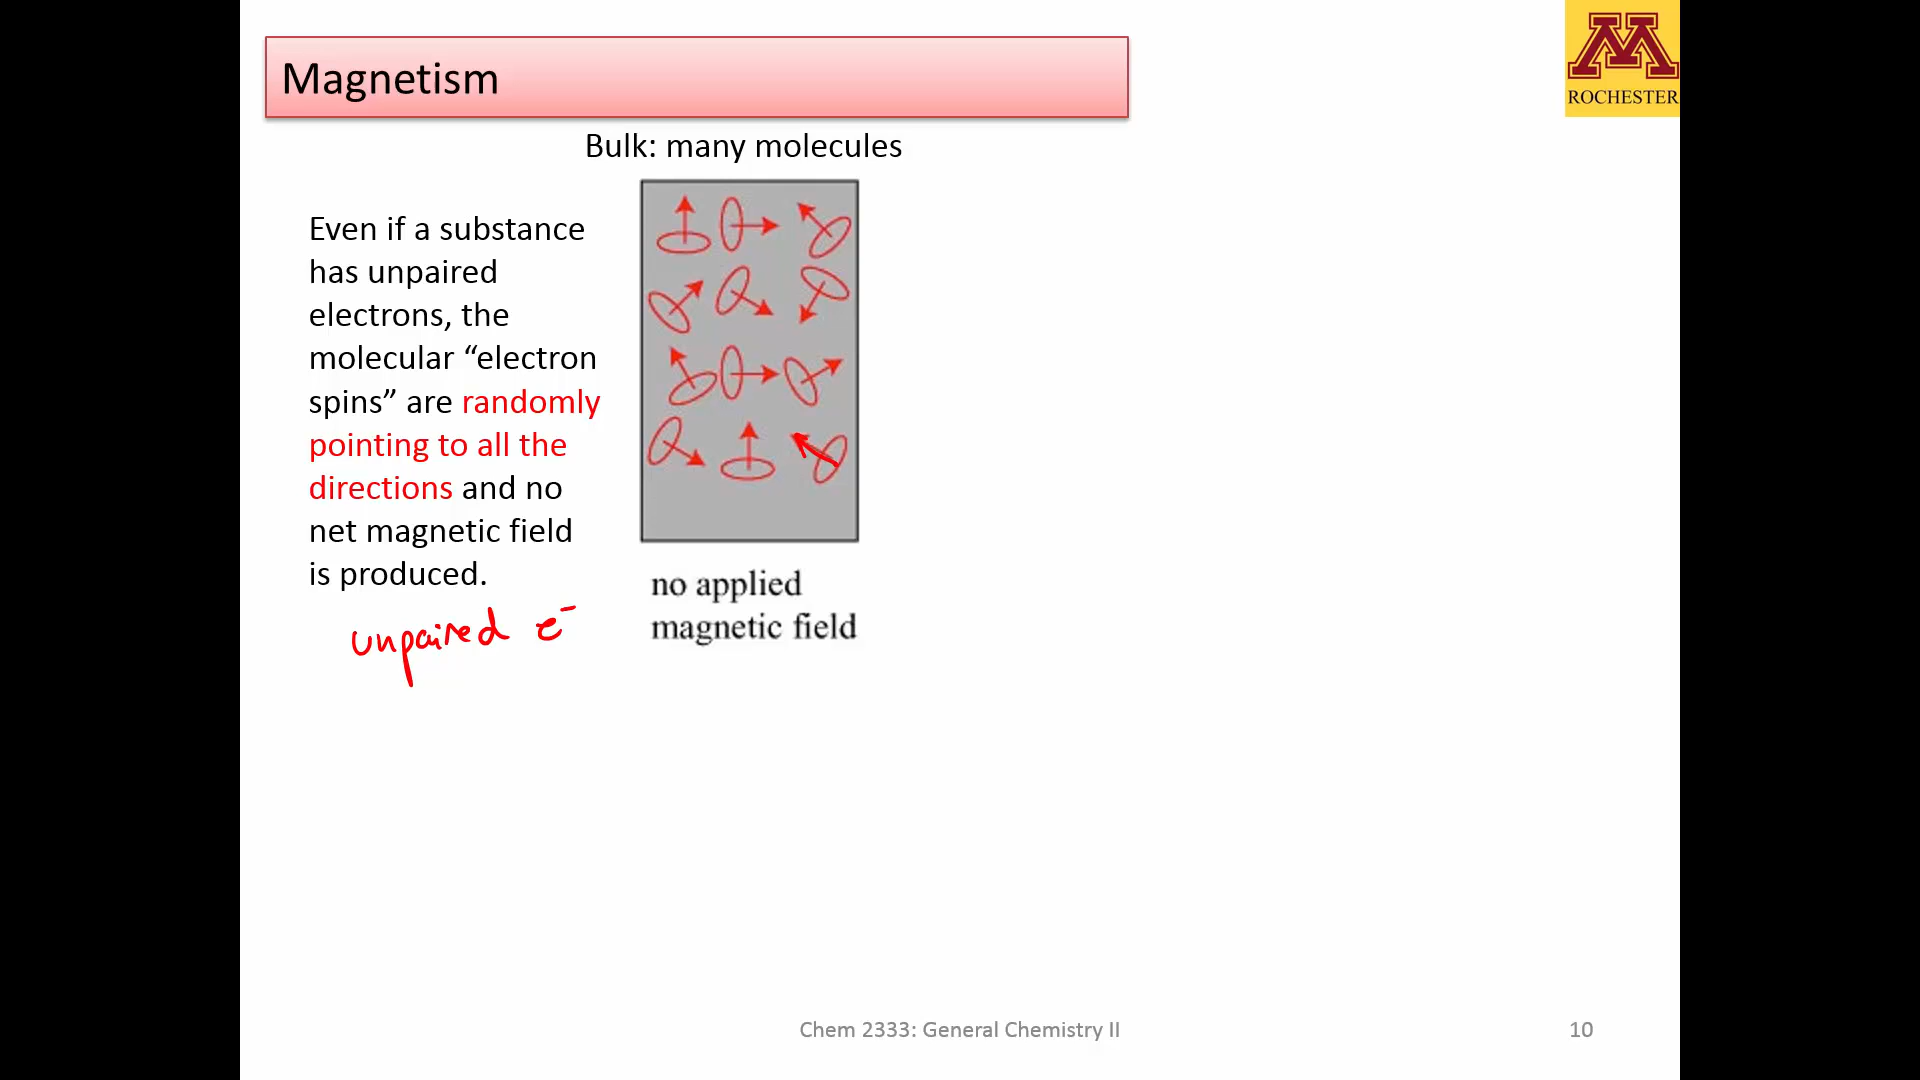 Magnetism
ROCHESTER
Bulk: many molecules
Even if a substance
has unpaired
electrons, the
molecular “electron
spins” are randomly
pointing to all the
directions and no
net magnetic field
is produced.
unpaired e⁻
no applied
magnetic field
Chem 2333: General Chemistry II
10